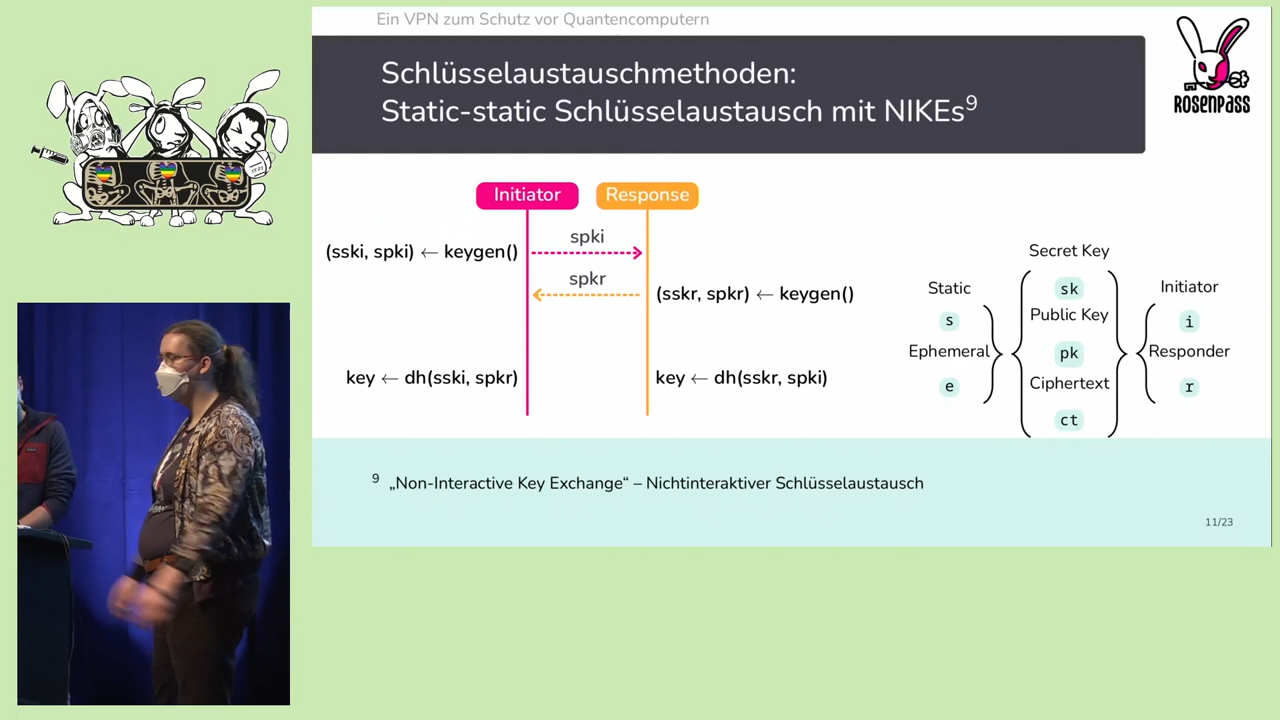 Ein VPN zum Schutz vor Quantencomputern
Schlüsselaustauschmethoden:
Static-static Schlüsselaustausch mit NIKEs⁹
ROSENPASS
Initiator
Response
(sski, spki) ← keygen()
spki
spkr
(sskr, spkr) ← keygen()
key ← dh(sski, spkr)
key ← dh(sskr, spki)
Secret Key
sk
Static
s
Public Key
pk
Initiator
i
Ephemeral
e
Responder
r
Ciphertext
ct
⁹ „Non-Interactive Key Exchange“ – Nichtinteraktiver Schlüsselaustausch
11/23